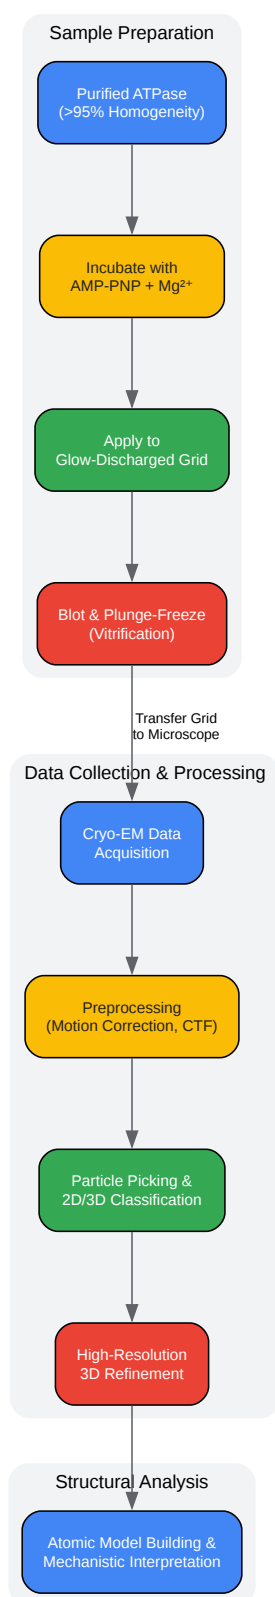 Sample Preparation
Purified ATPase
(>95% Homogeneity)
Incubate with
AMP-PNP + Mg²⁺
Apply to
Glow-Discharged Grid
Blot & Plunge-Freeze
(Vitrification)
Transfer Grid
to Microscope
Data Collection & Processing
Cryo-EM Data
Acquisition
Preprocessing
(Motion Correction, CTF)
Particle Picking &
2D/3D Classification
High-Resolution
3D Refinement
Structural Analysis
Atomic Model Building &
Mechanistic Interpretation